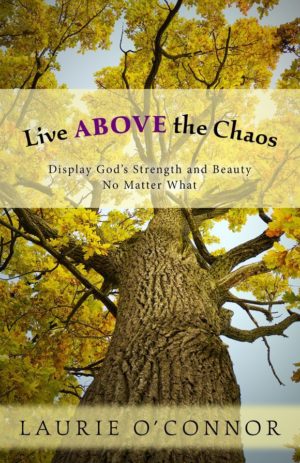 Live ABOVE the Chaos
Display God's Strength and Beauty
No Matter What
LAURIE O'CONNOR